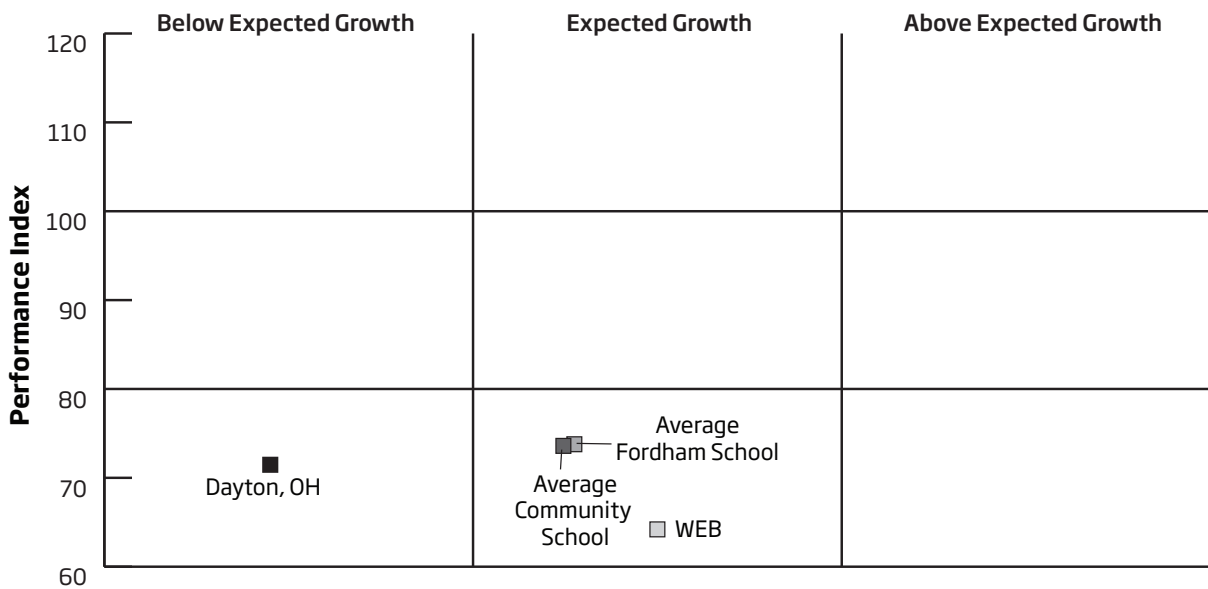 Below Expected Growth
Expected Growth
Above Expected Growth
Performance Index
120
110
100
90
80
70
60
Dayton, OH
Average
Fordham School
Average
Community
School
WEB